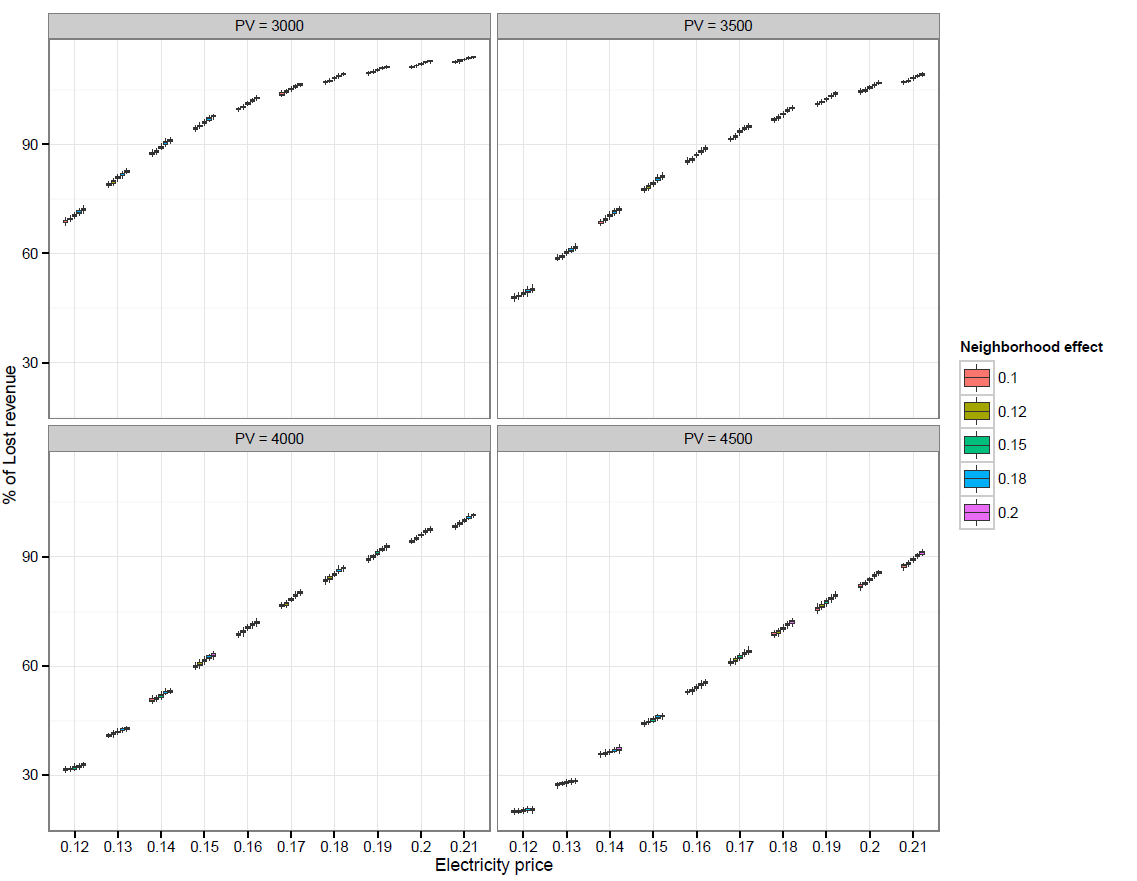 PV = 3000
PV = 3500
90
60
30
PV = 4000
PV = 4500
90
60
30
% of Lost revenue
0.12 0.13 0.14 0.15 0.16 0.17 0.18 0.19 0.2 0.21
0.12 0.13 0.14 0.15 0.16 0.17 0.18 0.19 0.2 0.21
Electricity price
Neighborhood effect
0.1
0.12
0.15
0.18
0.2